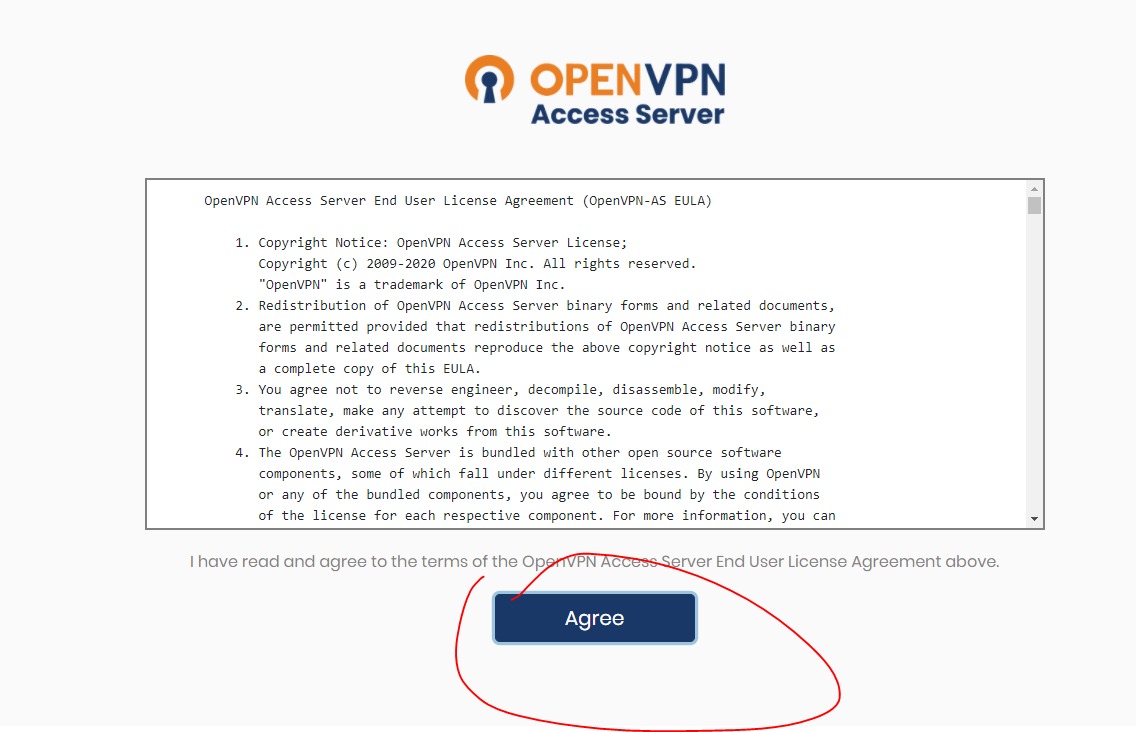 OPENVPN
Access Server
OpenVPN Access Server End User License Agreement (OpenVPN-AS EULA)
1. Copyright Notice: OpenVPN Access Server License;
Copyright (c) 2009-2020 OpenVPN Inc. All rights reserved.
"OpenVPN" is a trademark of OpenVPN Inc.
2. Redistribution of OpenVPN Access Server binary forms and related documents,
are permitted provided that redistributions of OpenVPN Access Server binary
forms and related documents reproduce the above copyright notice as well as
a complete copy of this EULA.
3. You agree not to reverse engineer, decompile, disassemble, modify,
translate, make any attempt to discover the source code of this software,
or create derivative works from this software.
4. The OpenVPN Access Server is bundled with other open source software
components, some of which fall under different licenses. By using OpenVPN
or any of the bundled components, you agree to be bound by the conditions
of the license for each respective component. For more information, you can
I have read and agree to the terms of the OpenVPN Access Server End User License Agreement above.
Agree